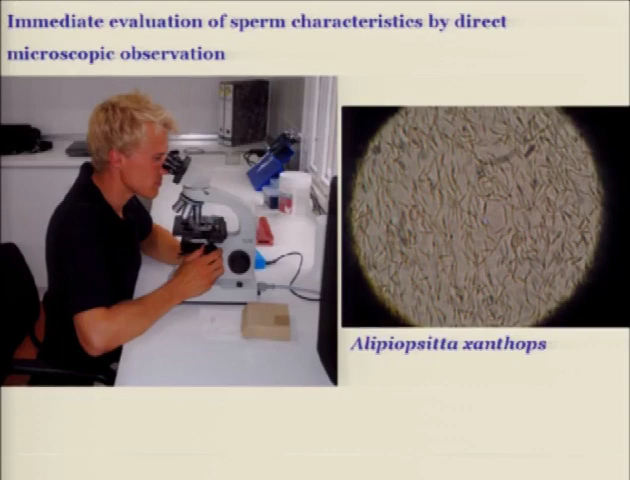 Immediate evaluation of sperm characteristics by direct
microscopic observation
Alipiopsitta xanthops